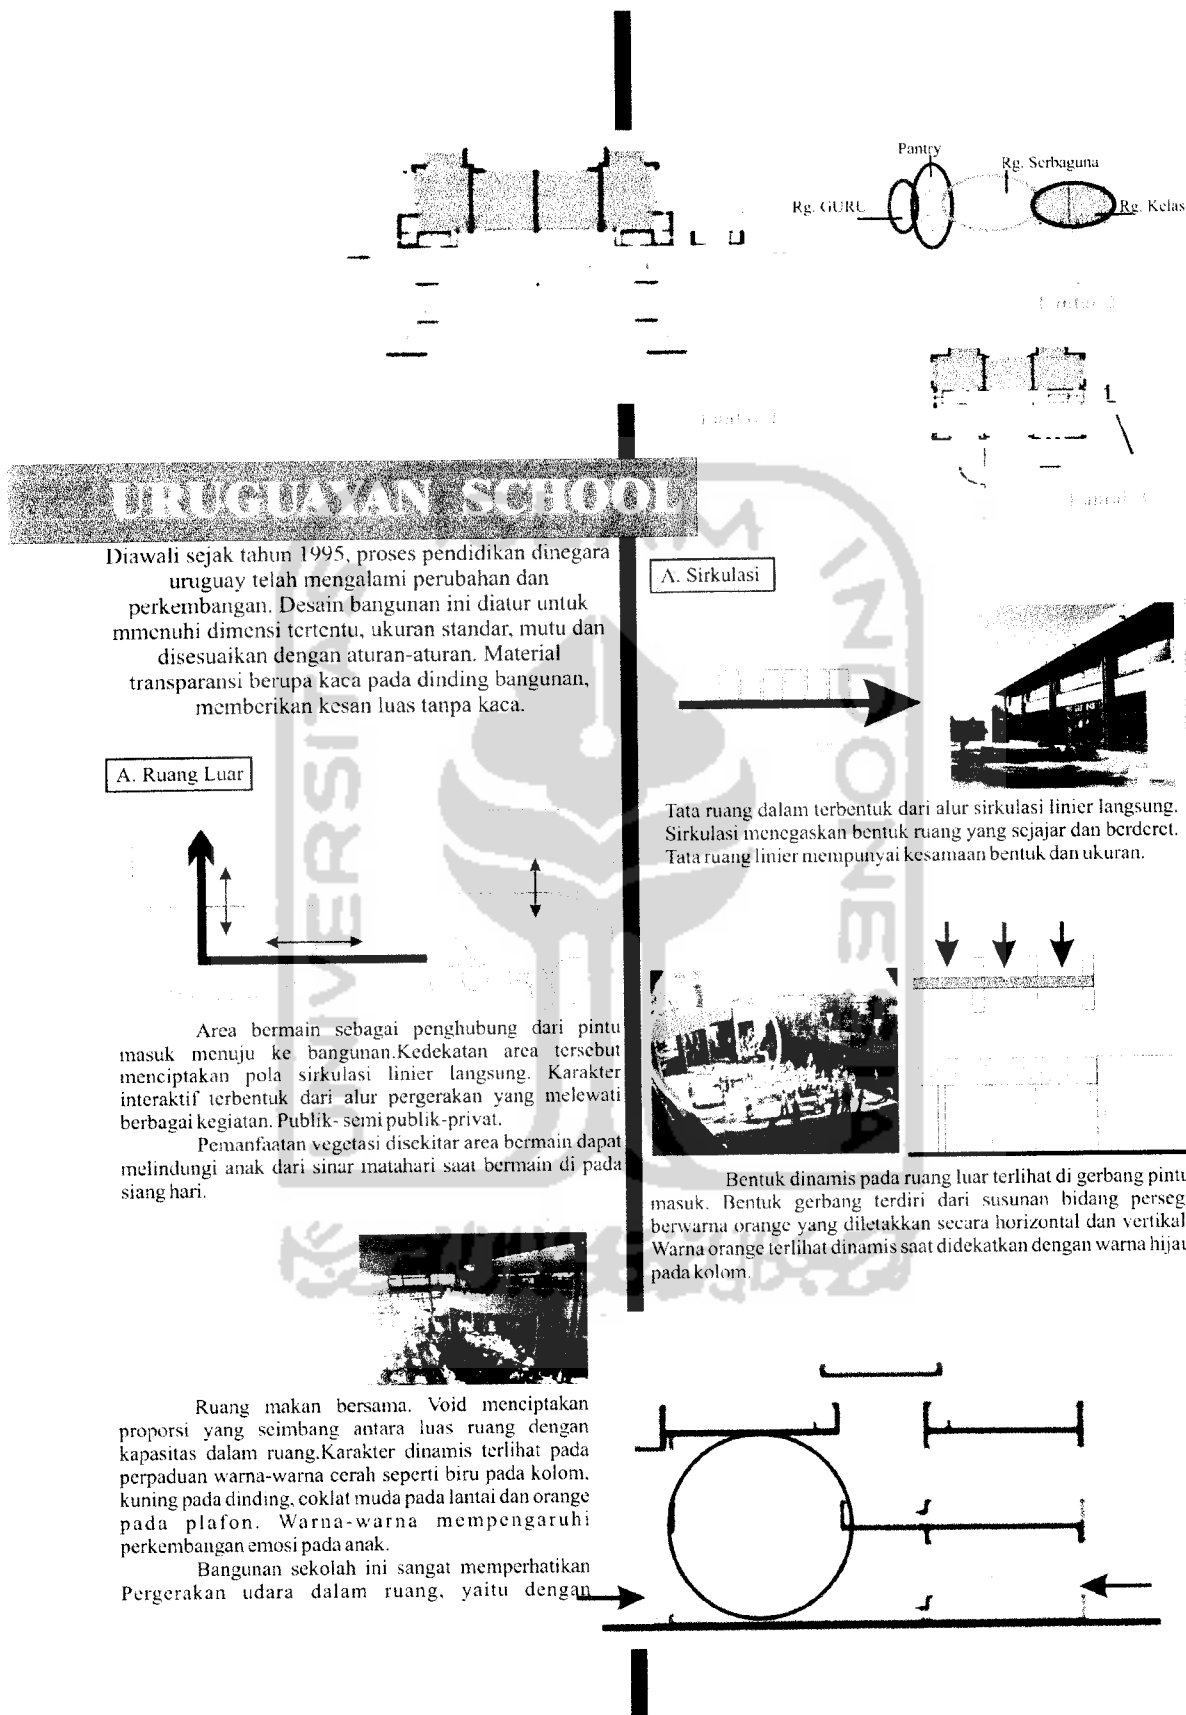 Pantry
Rg. Serbaguna
Rg. GURU
Rg. Kelas
URUGUAYAN SCHOOL
Diawali sejak tahun 1995, proses pendidikan dinegara
uruguay telah mengalami perubahan dan
perkembangan. Desain bangunan ini diatur untuk
mmenuhi dimensi tertentu, ukuran standar, mutu dan
disesuaikan dengan aturan-aturan. Material
transparansi berupa kaca pada dinding bangunan,
memberikan kesan luas tanpa kaca.
A. Ruang Luar
Area bermain sebagai penghubung dari pintu
masuk menuju ke bangunan.Kedekatan area tersebut
menciptakan pola sirkulasi linier langsung. Karakter
interaktif terbentuk dari alur pergerakan yang melewati
berbagai kegiatan. Publik- semi publik-privat.
Pemanfaatan vegetasi disekitar area bermain dapat
melindungi anak dari sinar matahari saat bermain di pada
siang hari.
Ruang makan bersama. Void menciptakan
proporsi yang seimbang antara luas ruang dengan
kapasitas dalam ruang.Karakter dinamis terlihat pada
perpaduan warna-warna cerah seperti biru pada kolom,
kuning pada dinding, coklat muda pada lantai dan orange
pada plafon. Warna-warna mempengaruhi
perkembangan emosi pada anak.
Bangunan sekolah ini sangat memperhatikan
Pergerakan udara dalam ruang, yaitu dengan
A. Sirkulasi
Tata ruang dalam terbentuk dari alur sirkulasi linier langsung.
Sirkulasi menegaskan bentuk ruang yang sejajar dan berderet.
Tata ruang linier mempunyai kesamaan bentuk dan ukuran.
Bentuk dinamis pada ruang luar terlihat di gerbang pintu
masuk. Bentuk gerbang terdiri dari susunan bidang perseg
berwarna orange yang diletakkan secara horizontal dan vertikal
Warna orange terlihat dinamis saat didekatkan dengan warna hijau
pada kolom.
UNIVERSITAS
ISLAM
INDONESIA